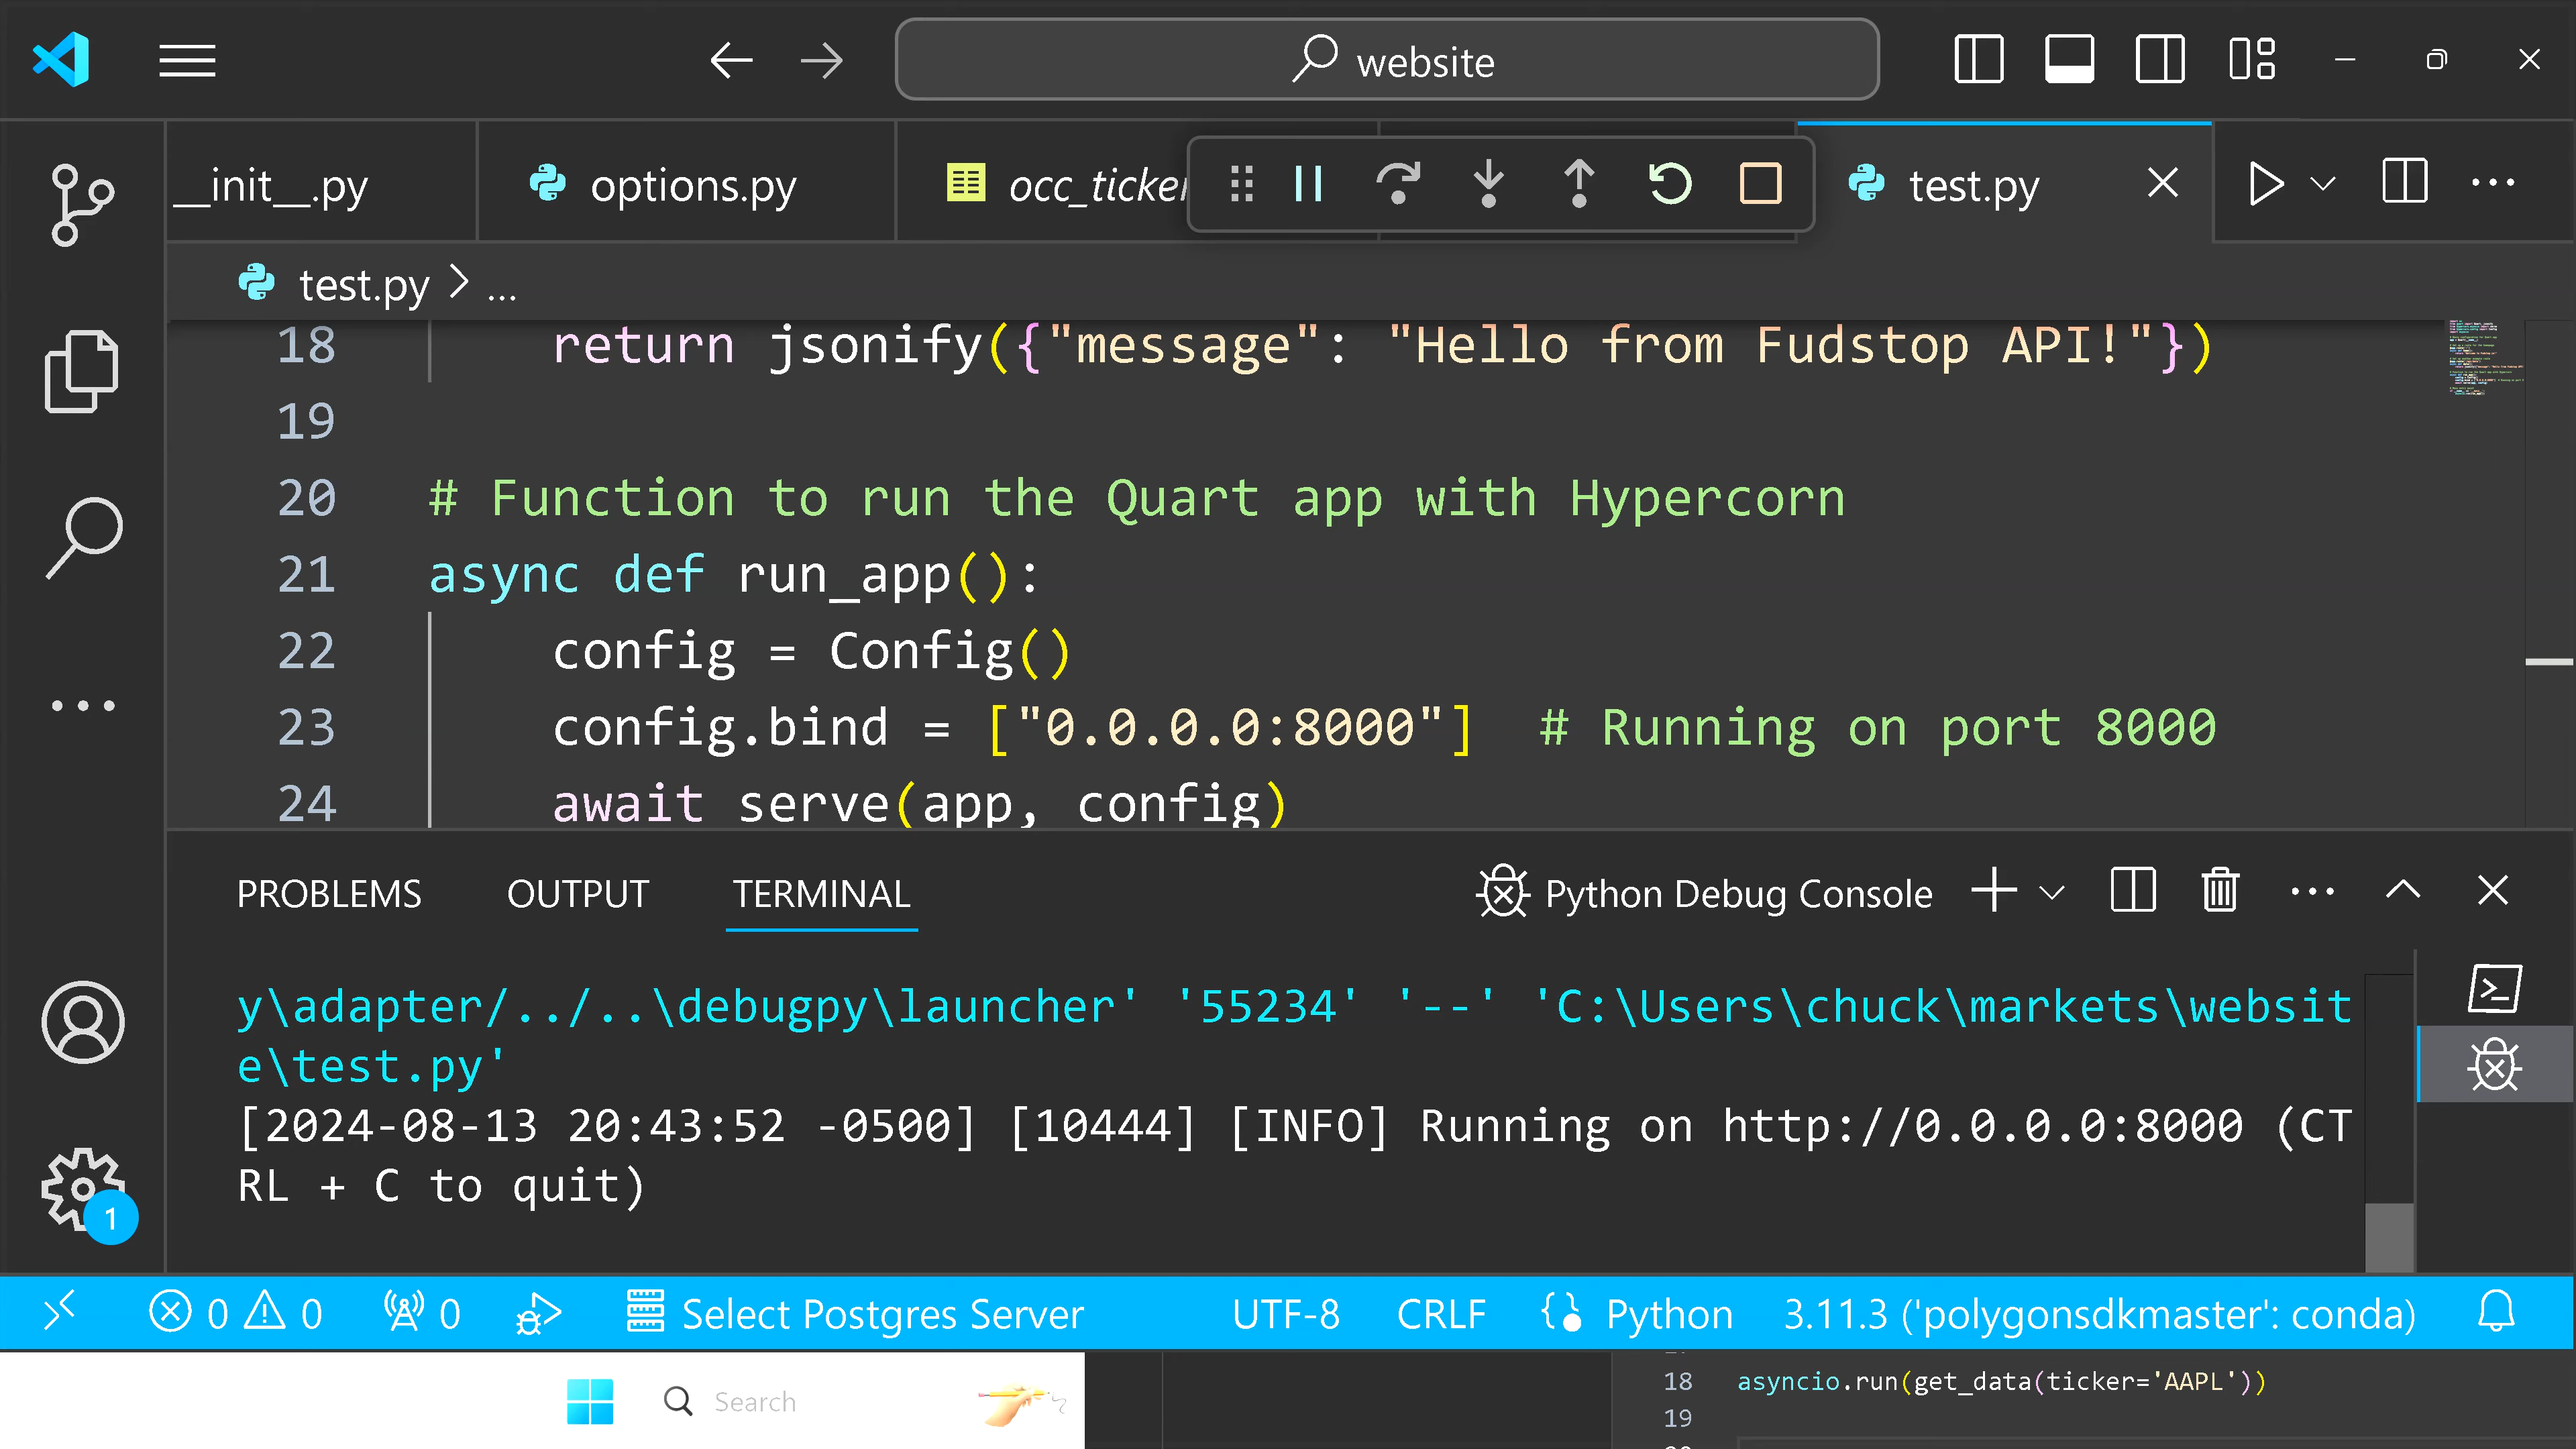 website
__init__.py
options.py
occ_ticker
test.py
test.py > ...
18 return jsonify({"message": "Hello from Fudstop API!"})
19
20 # Function to run the Quart app with Hypercorn
21 async def run_app():
22 config = Config()
23 config.bind = ["0.0.0.0:8000"]  # Running on port 8000
24 await serve(app, config)
PROBLEMS OUTPUT TERMINAL Python Debug Console
y\adapter/../..\debugpy\launcher' '55234' '--' 'C:\Users\chuck\markets\websit
e\test.py'
[2024-08-13 20:43:52 -0500] [10444] [INFO] Running on http://0.0.0.0:8000 (CT
RL + C to quit)
1
0 0 0 Select Postgres Server UTF-8 CRLF Python 3.11.3 ('polygonsdkmaster': conda)
Search
18 asyncio.run(get_data(ticker='AAPL'))
19